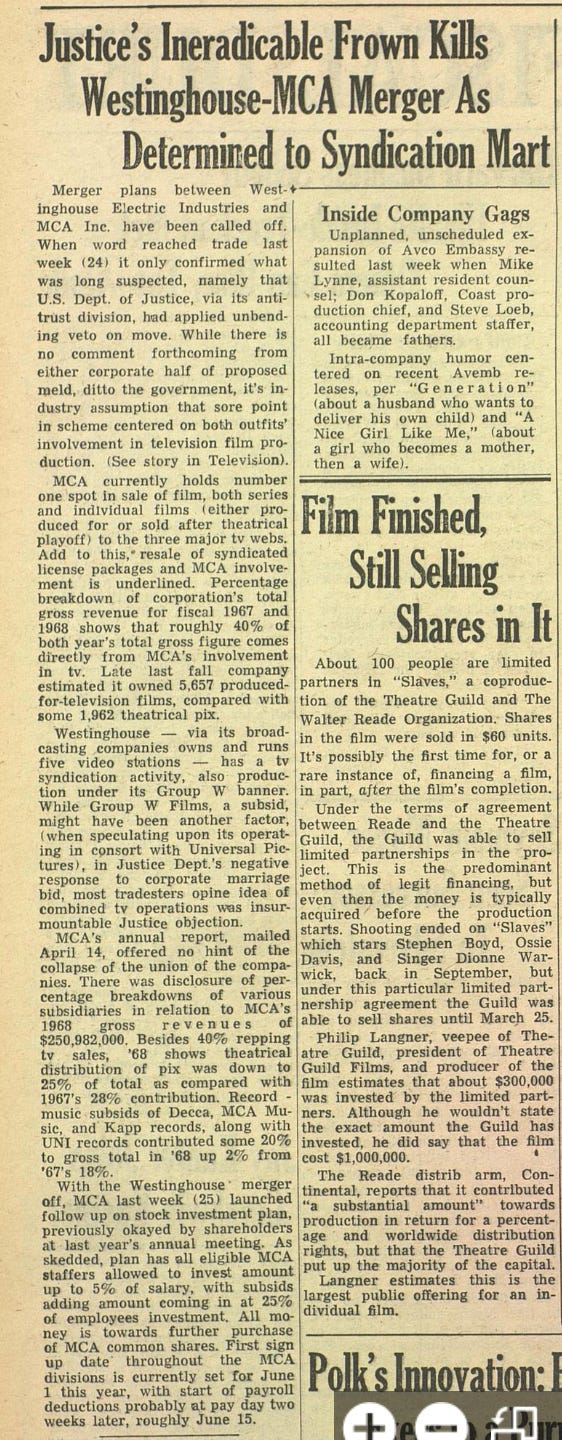 Justice's Ineradicable Frown Kills
Westinghouse-MCA Merger As
Determined to Syndication Mart
Merger plans between West-
inghouse Electric Industries and
MCA Inc. have been called off.
When word reached trade last
week (24) it only confirmed what
was long suspected, namely that
U.S. Dept. of Justice, via its anti-
trust division, had applied unbend-
ing veto on move. While there is
no comment forthcoming from
either corporate half of proposed
meld, ditto the government, it's in-
dustry assumption that sore point
in scheme centered on both outfits'
involvement in television film pro-
duction. (See story in Television).
MCA currently holds number
one spot in sale of film, both series
and individual films (either pro-
duced for or sold after theatrical
playoff) to the three major tv webs.
Add to this, resale of syndicated
license packages and MCA involve-
ment is underlined. Percentage
breakdown of corporation's total
gross revenue for fiscal 1967 and
1968 shows that roughly 40% of
both year's total gross figure comes
directly from MCA's involvement
in tv. Late last fall company
estimated it owned 5,657 produced-
for-television films, compared with
some 1,962 theatrical pix.
Westinghouse — via its broad-
casting companies owns and runs
five video stations — has a tv
syndication activity, also produc-
tion under its Group W banner.
While Group W Films, a subsid,
might have been another factor,
(when speculating upon its operat-
ing in consort with Universal Pic-
tures), in Justice Dept.'s negative
response to corporate marriage
bid, most tradesters opine idea of
combined tv operations was insur-
mountable Justice objection.
MCA's annual report, mailed
April 14, offered no hint of the
collapse of the union of the compa-
nies. There was disclosure of per-
centage breakdowns of various
subsidiaries in relation to MCA's
1968 gross revenues of
$250,982,000. Besides 40% repping
tv sales, '68 shows theatrical
distribution of pix was down to
25% of total as compared with
1967's 28% contribution. Record -
music subsids of Decca, MCA Mu-
sic, and Kapp records, along with
UNI records contributed some 20%
to gross total in '68 up 2% from
'67's 18%.
With the Westinghouse merger
off, MCA last week (25) launched
follow up on stock investment plan,
previously okayed by shareholders
at last year's annual meeting. As
skedded, plan has all eligible MCA
staffers allowed to invest amount
up to 5% of salary, with subsids
adding amount coming in at 25%
of employees investment. All mo-
ney is towards further purchase
of MCA common shares. First sign
up date throughout the MCA
divisions is currently set for June
1 this year, with start of payroll
deductions probably at pay day two
weeks later, roughly June 15.
Inside Company Gags
Unplanned, unscheduled ex-
pansion of Avco Embassy re-
sulted last week when Mike
Lynne, assistant resident coun-
sel; Don Kopaloff, Coast pro-
duction chief, and Steve Loeb,
accounting department staffer,
all became fathers.
Intra-company humor cen-
tered on recent Avemb re-
leases, per "Generation"
(about a husband who wants to
deliver his own child) and "A
Nice Girl Like Me," (about
a girl who becomes a mother,
then a wife).
Film Finished,
Still Selling
Shares in It
About 100 people are limited
partners in "Slaves," a coproduc-
tion of the Theatre Guild and The
Walter Reade Organization. Shares
in the film were sold in $60 units.
It's possibly the first time for, or a
rare instance of, financing a film,
in part, after the film's completion.
Under the terms of agreement
between Reade and the Theatre
Guild, the Guild was able to sell
limited partnerships in the pro-
ject. This is the predominant
method of legit financing, but
even then the money is typically
acquired before the production
starts. Shooting ended on "Slaves"
which stars Stephen Boyd, Ossie
Davis, and Singer Dionne War-
wick, back in September, but
under this particular limited part-
nership agreement the Guild was
able to sell shares until March 25.
Philip Langner, veepee of The-
atre Guild, president of Theatre
Guild Films, and producer of the
film estimates that about $300,000
was invested by the limited part-
ners. Although he wouldn't state
the exact amount the Guild has
invested, he did say that the film
cost $1,000,000.
The Reade distrib arm, Con-
tinental, reports that it contributed
"a substantial amount" towards
production in return for a percent-
age and worldwide distribution
rights, but that the Theatre Guild
put up the majority of the capital.
Langner estimates this is the
largest public offering for an in-
dividual film.
Polk's Innovation: